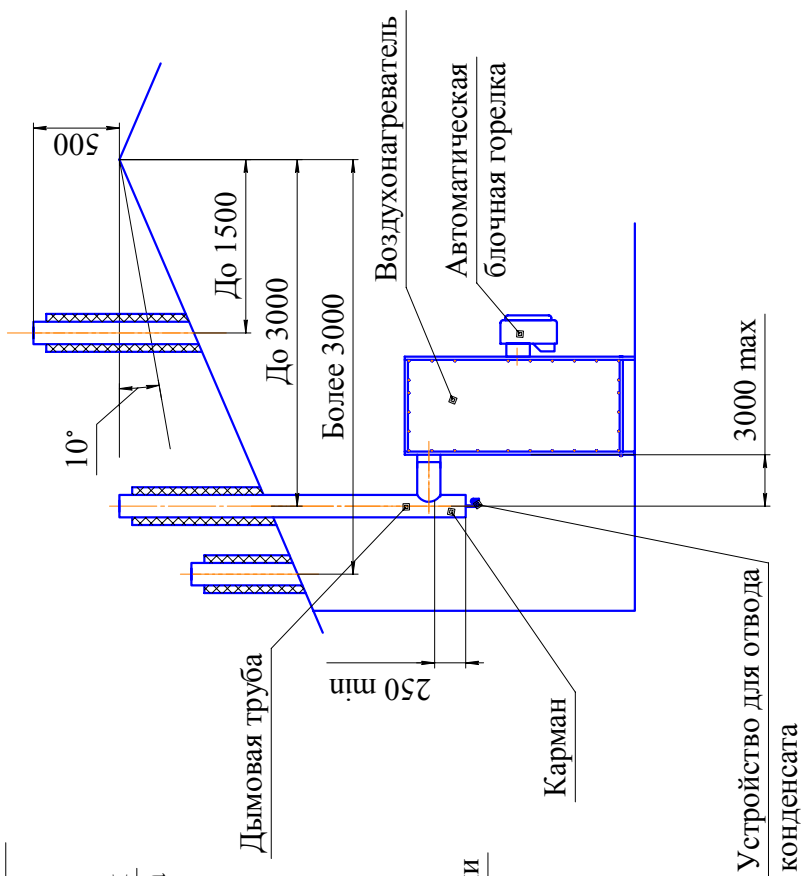 500
До 1500
До 3000
Более 3000
10°
Воздухонагреватель
Автоматическая
блочная горелка
3000 max
Дымовая труба
250 min
Карман
Устройство для отвода
конденсата
и